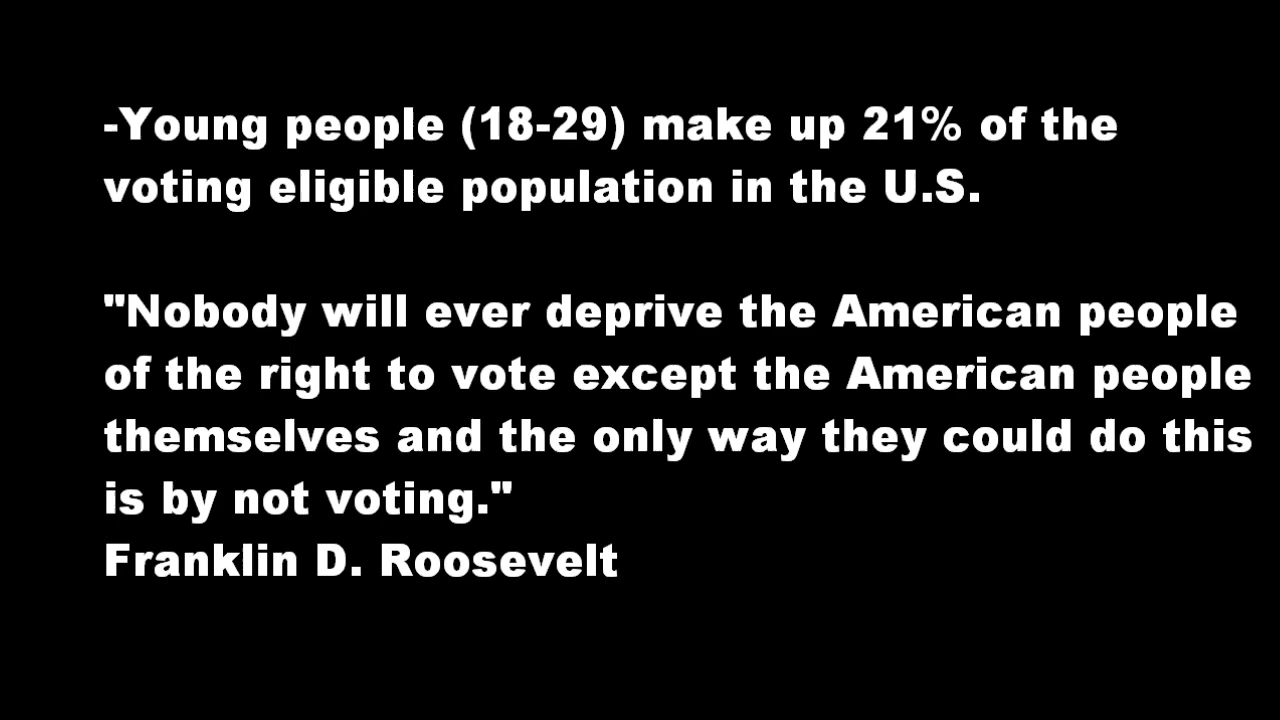 -Young people (18-29) make up 21% of the
voting eligible population in the U.S.
"Nobody will ever deprive the American people
of the right to vote except the American people
themselves and the only way they could do this
is by not voting."
Franklin D. Roosevelt